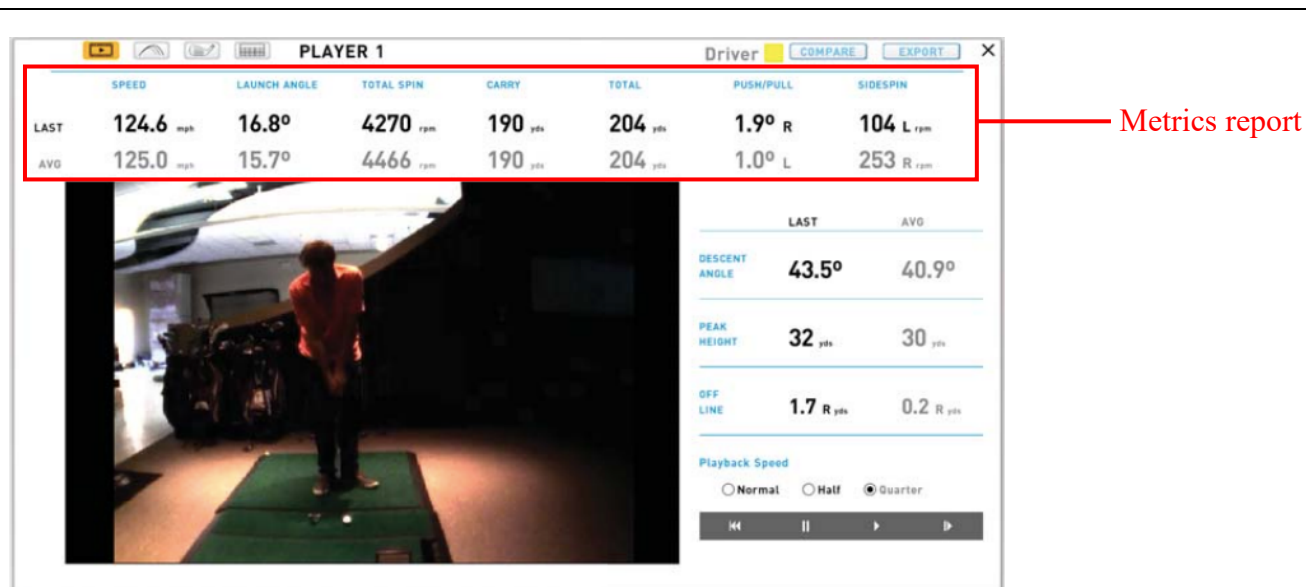 PLAYER 1 Driver COMPARE EXPORT
SPEED LAUNCH ANGLE TOTAL SPIN CARRY TOTAL PUSH/PULL SIDESPIN
LAST 124.6 mph 16.8º 4270 rpm 190 yds 204 yds 1.9º R 104 L rpm
AVG 125.0 mph 15.7º 4466 rpm 190 yds 204 yds 1.0º L 253 R rpm
Metrics report
LAST AVG
DESCENT
ANGLE 43.5º 40.9º
PEAK
HEIGHT 32 yds 30 yds
OFF
LINE 1.7 R yds 0.2 R yds
Playback Speed
Normal Half Quarter